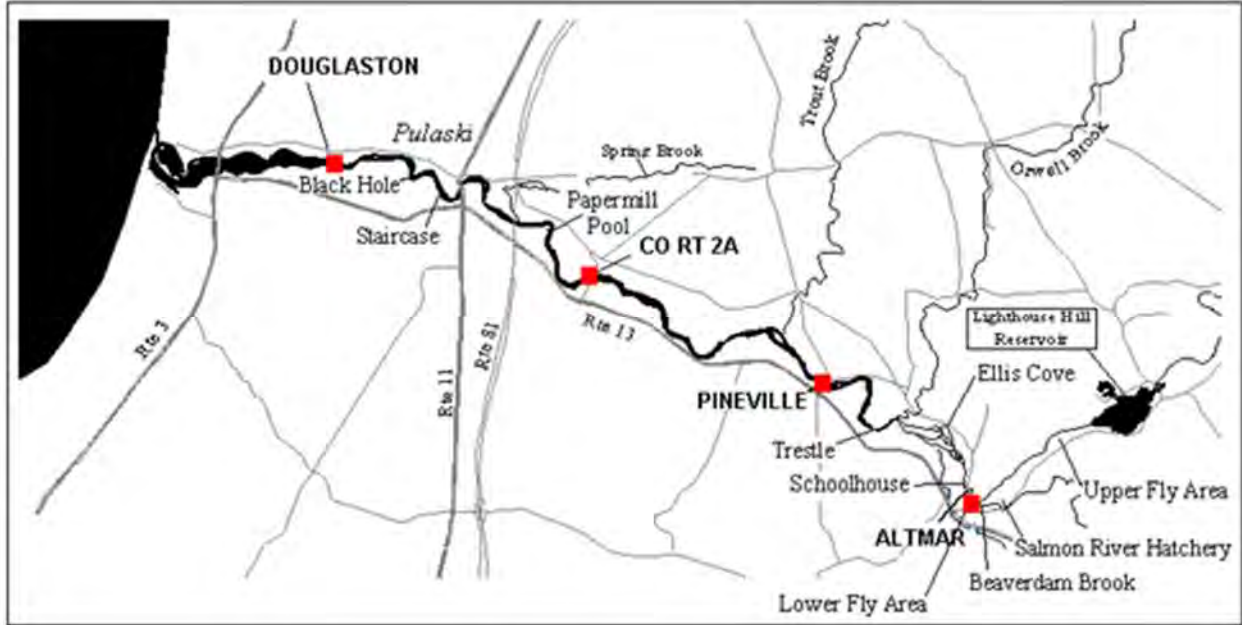 DOUGLASTON
Pulaski
Black Hole
Staircase
Spring Brook
Trout Brook
Orwell Brook
Papermill
Pool
CO RT 2A
Rte 3
Rte 11
Rte 81
Rte 13
Lighthouse Hill
Reservoir
Ellis Cove
PINEVILLE
Trestle
Schoolhouse
Upper Fly Area
ALTMAR
Salmon River Hatchery
Beaverdam Brook
Lower Fly Area